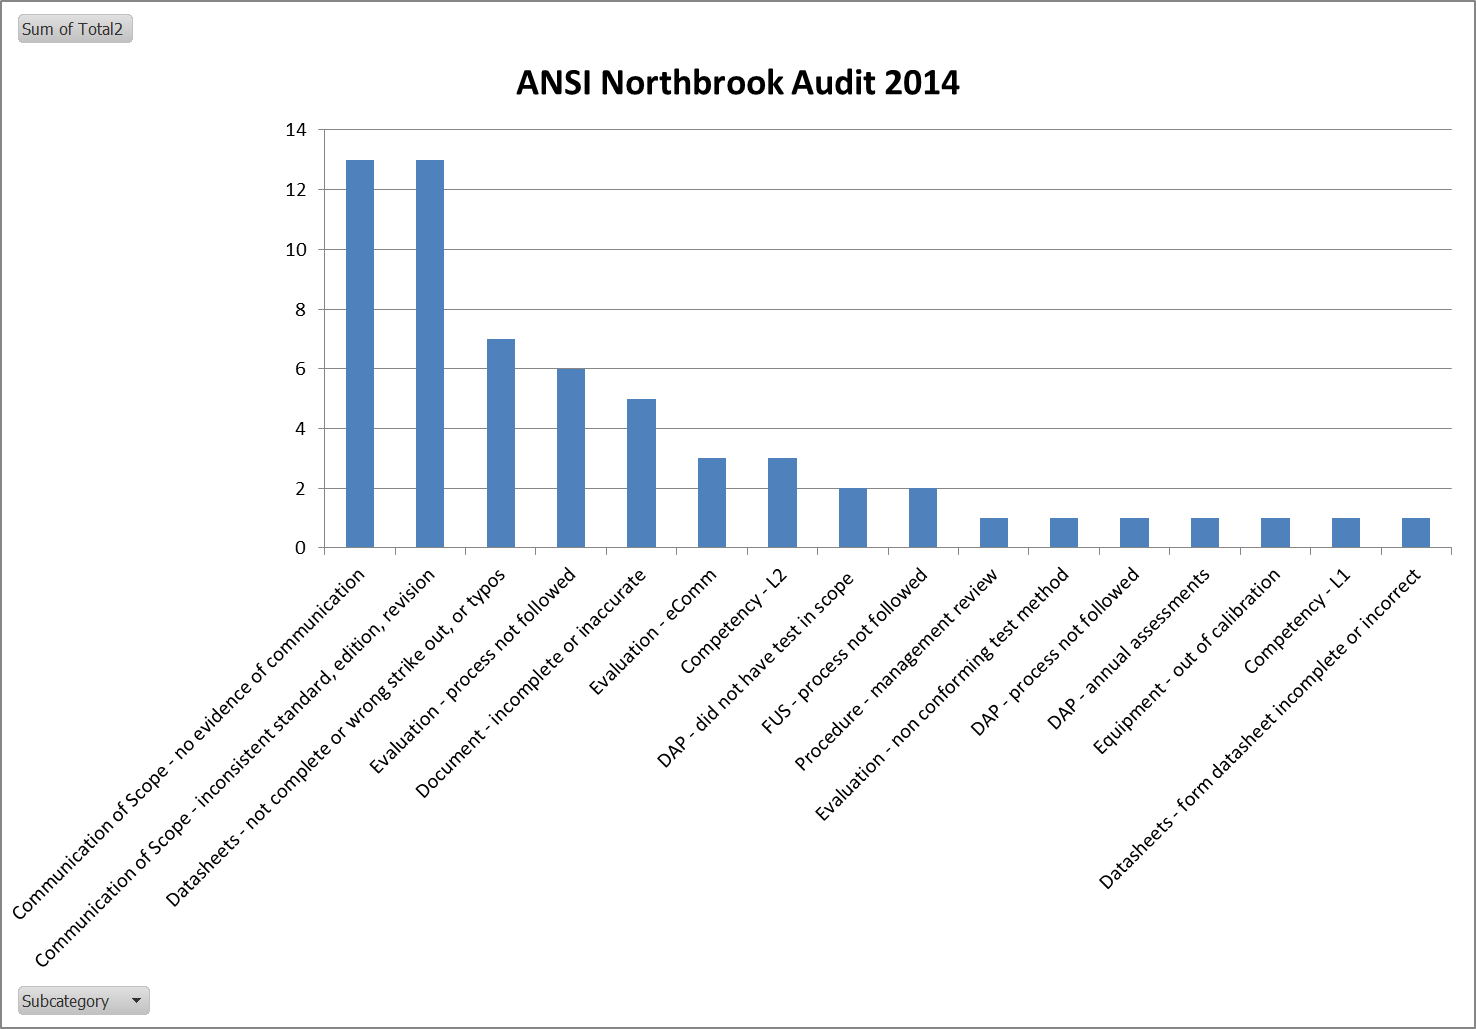 Sum of Total2
ANSI Northbrook Audit 2014
14
12
10
8
6
4
2
0
Communication of Scope - no evidence of communication
Communication of Scope - inconsistent standard, edition, revision
Datasheets - not complete or wrong strike out, or typos
Evaluation - process not followed
Document - incomplete or inaccurate
Evaluation - eComm
Competency - L2
DAP - did not have test in scope
FUS - process not followed
Procedure - management review
Evaluation - non conforming test method
DAP - process not followed
DAP - annual assessments
Equipment - out of calibration
Competency - L1
Datasheets - form datasheet incomplete or incorrect
Subcategory